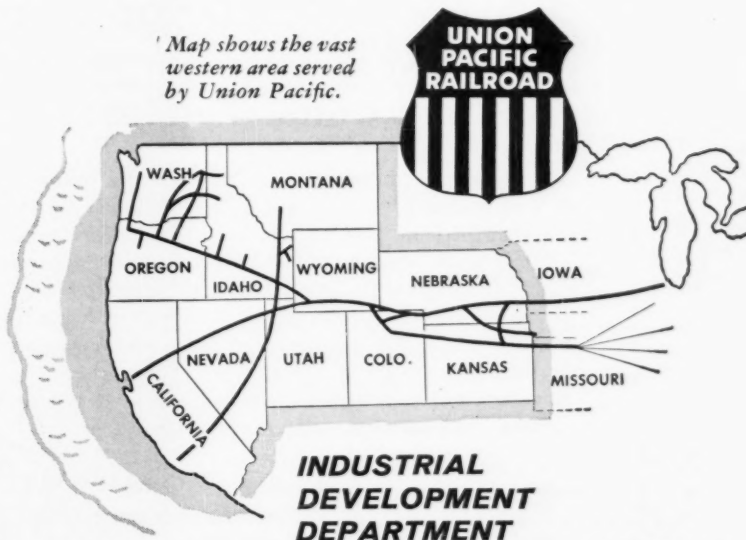 ' Map shows the vast
western area served
by Union Pacific.
UNION
PACIFIC
RAILROAD
WASH.
MONTANA
OREGON
IDAHO
WYOMING
NEBRASKA
IOWA
NEVADA
UTAH
COLO.
KANSAS
MISSOURI
CALIFORNIA
INDUSTRIAL
DEVELOPMENT
DEPARTMENT